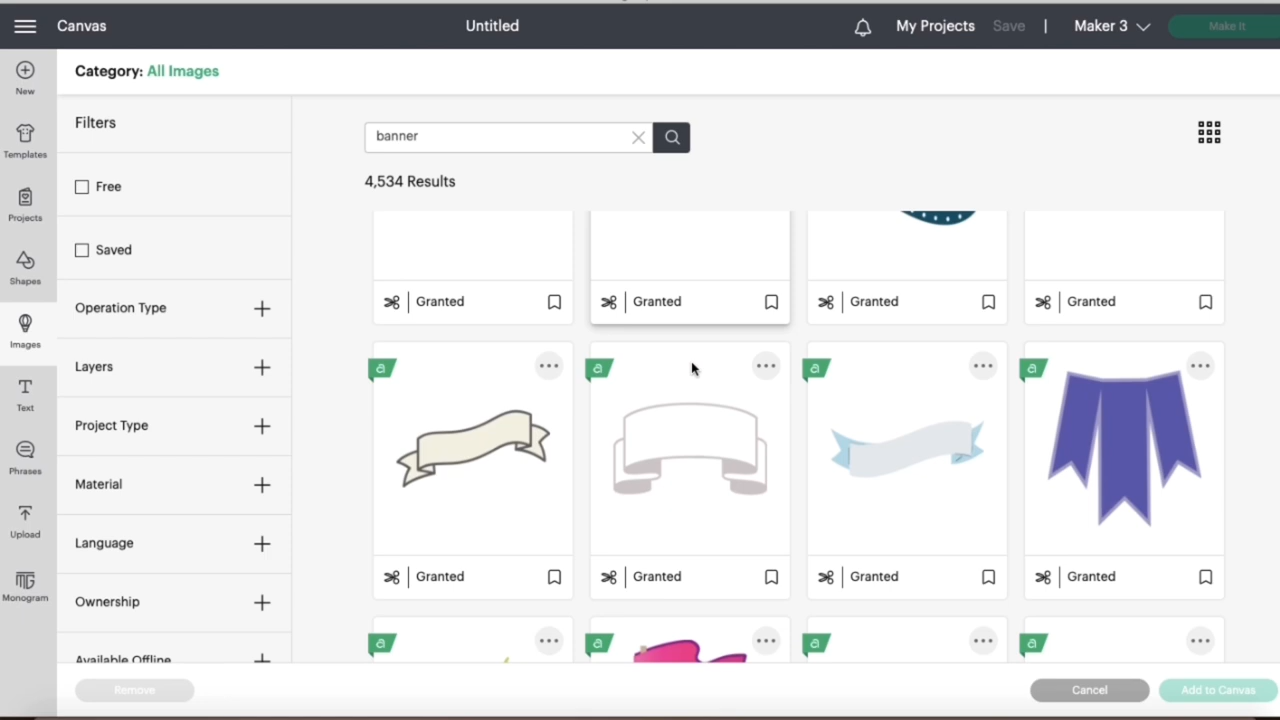 Canvas
Untitled
My Projects Save | Maker 3 Make It
Category: All Images
New
Templates
Projects
Shapes
Images
Text
Phrases
Upload
Monogram
Filters
Free
Saved
Operation Type
Layers
Project Type
Material
Language
Ownership
Available Offline
banner
4,534 Results
Granted Granted Granted Granted
a a a a
Granted Granted Granted Granted
a a a a
Remove
Cancel Add to Canvas